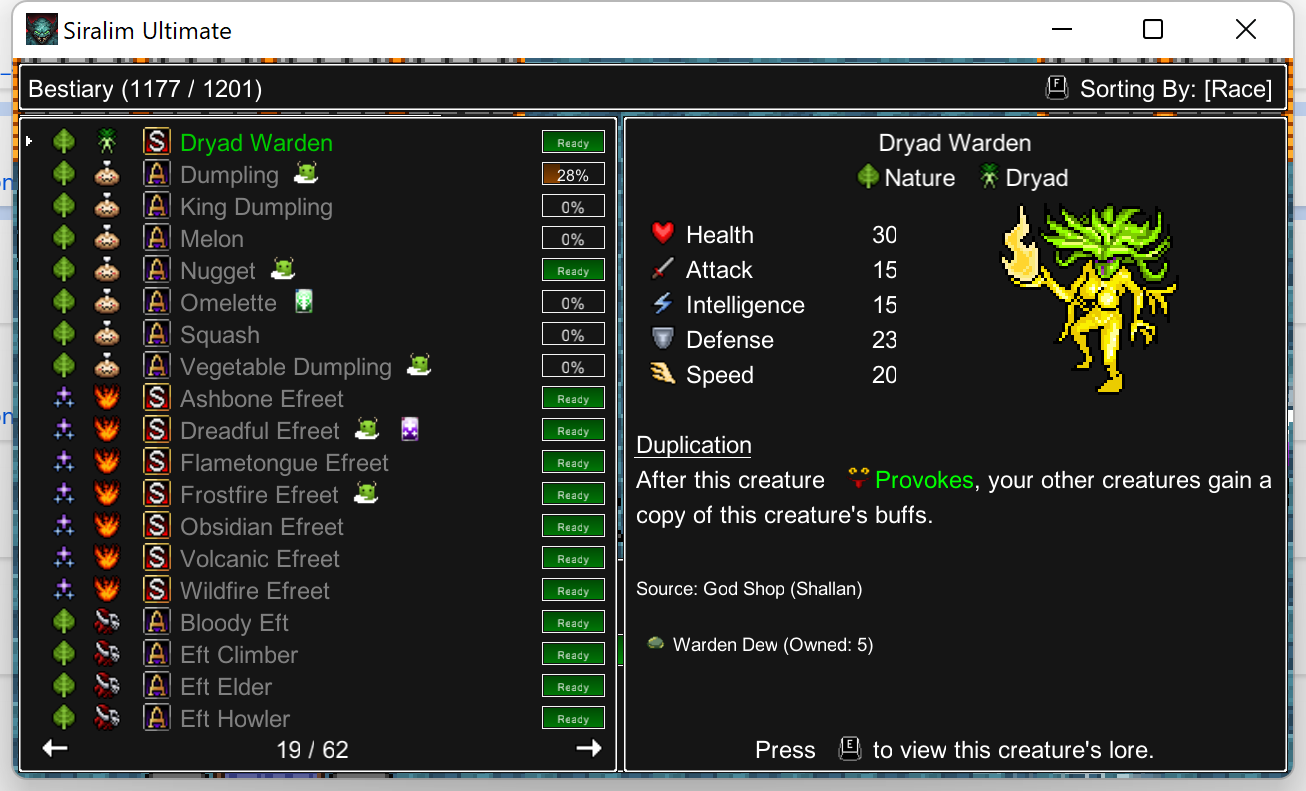 Siralim Ultimate
Bestiary (1177 / 1201)
F Sorting By: [Race]
S Dryad Warden Ready
A Dumpling 28%
A King Dumpling 0%
A Melon 0%
A Nugget Ready
A Omelette 0%
A Squash 0%
A Vegetable Dumpling 0%
S Ashbone Efreet Ready
S Dreadful Efreet Ready
S Flametongue Efreet Ready
S Frostfire Efreet Ready
S Obsidian Efreet Ready
S Volcanic Efreet Ready
S Wildfire Efreet Ready
A Bloody Eft Ready
A Eft Climber Ready
A Eft Elder Ready
A Eft Howler Ready
19 / 62
Dryad Warden
Nature Dryad
Health 30
Attack 15
Intelligence 15
Defense 23
Speed 20
Duplication
After this creature Provokes, your other creatures gain a
copy of this creature's buffs.
Source: God Shop (Shallan)
Warden Dew (Owned: 5)
Press E to view this creature's lore.